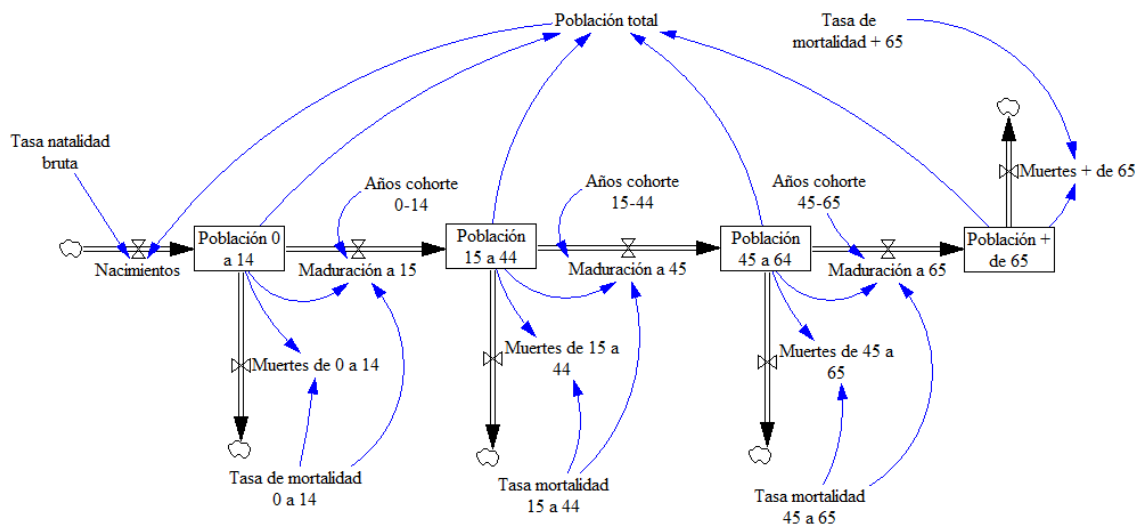 Población total
Tasa de
mortalidad + 65
Tasa natalidad
bruta
Años cohorte
0-14
Años cohorte
15-44
Años cohorte
45-65
Muertes + de 65
Nacimientos
Población 0
a 14
Maduración a 15
Población
15 a 44
Maduración a 45
Población
45 a 64
Maduración a 65
Población +
de 65
Muertes de 0 a 14
Muertes de 15 a
44
Muertes de 45 a
65
Tasa de mortalidad
0 a 14
Tasa mortalidad
15 a 44
Tasa mortalidad
45 a 65